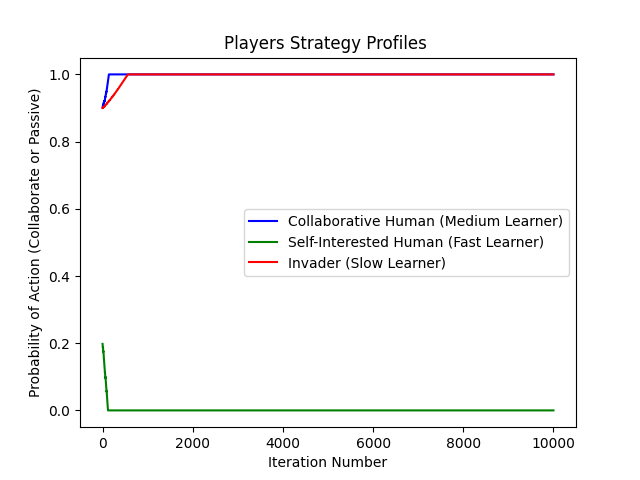 Players Strategy Profiles
Probability of Action (Collaborate or Passive)
1.0
0.8
0.6
0.4
0.2
0.0
Collaborative Human (Medium Learner)
Self-Interested Human (Fast Learner)
Invader (Slow Learner)
0 2000 4000 6000 8000 10000
Iteration Number